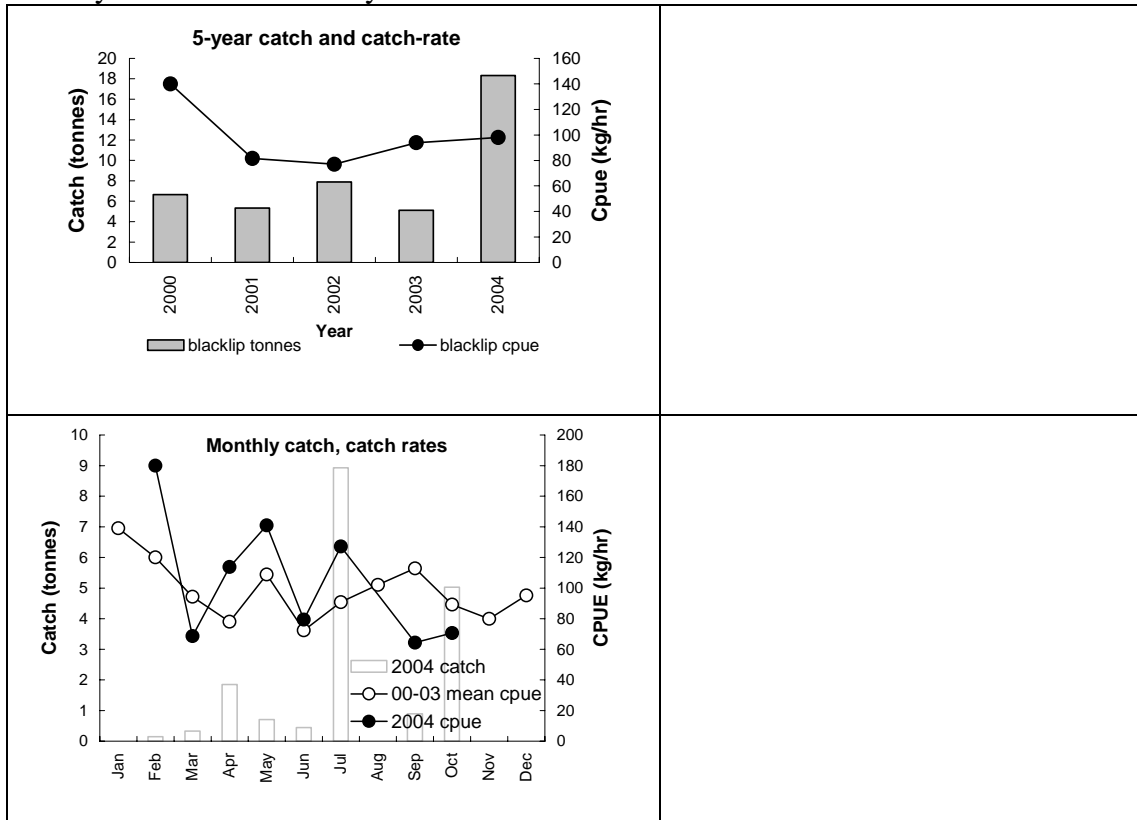 5-year catch and catch-rate
20
18
16
14
12
10
8
6
4
2
0
Catch (tonnes)
160
140
120
100
80
60
40
20
0
Cpue (kg/hr)
2000
2001
2002
2003
2004
Year
blacklip tonnes
blacklip cpue
Monthly catch, catch rates
10
9
8
7
6
5
4
3
2
1
0
Catch (tonnes)
200
180
160
140
120
100
80
60
40
20
0
CPUE (kg/hr)
2004 catch
00-03 mean cpue
2004 cpue
Jan
Feb
Mar
Apr
May
Jun
Jul
Aug
Sep
Oct
Nov
Dec